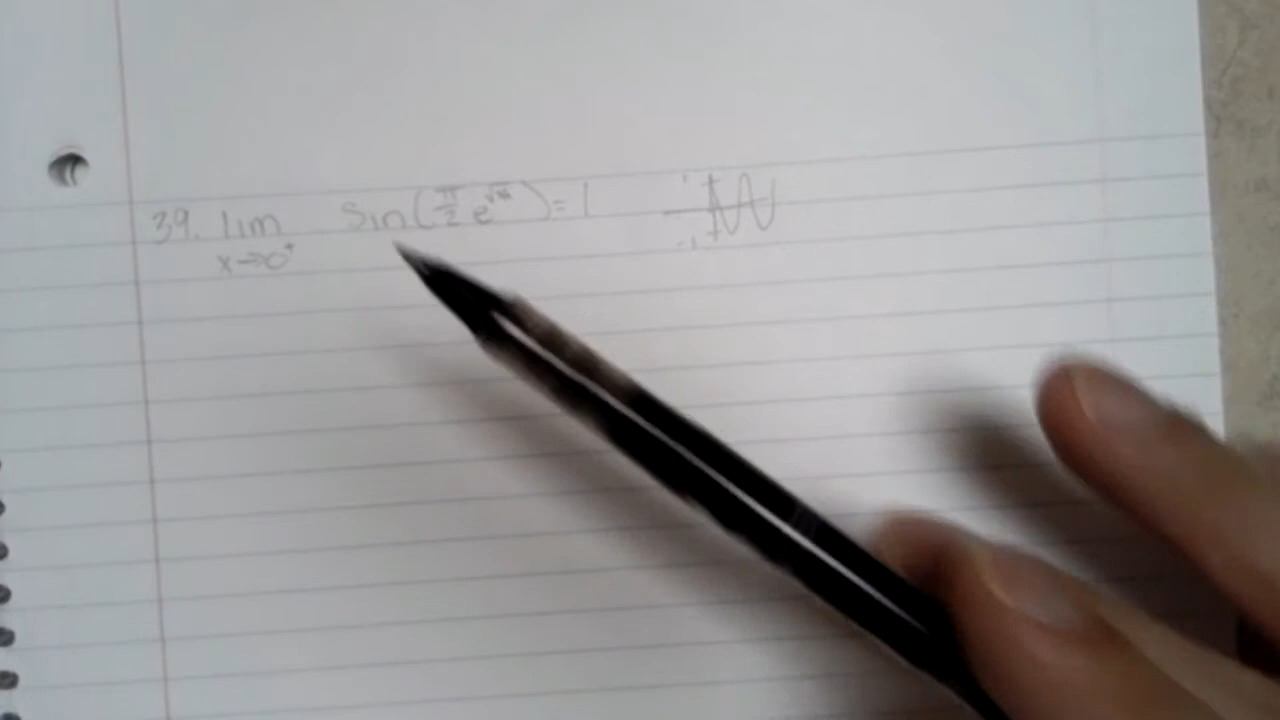 39. lim sin(π/2 e^√x) = 1
x→0⁺